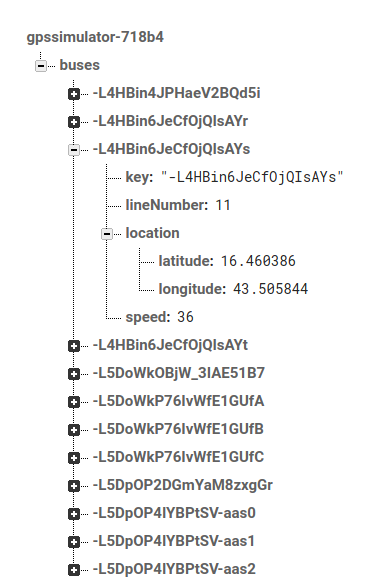 gpssimulator-718b4
buses
-L4HBin4JPHaeV2BQd5i
-L4HBin6JeCfOjQIsAYr
-L4HBin6JeCfOjQIsAYs
key: "-L4HBin6JeCfOjQIsAYs"
lineNumber: 11
location
latitude: 16.460386
longitude: 43.505844
speed: 36
-L4HBin6JeCfOjQIsAYt
-L5DoWkOBjW_3IAE51B7
-L5DoWkP76IvWfE1GUfA
-L5DoWkP76IvWfE1GUfB
-L5DoWkP76IvWfE1GUfC
-L5DpOP2DGmYaM8zxgGr
-L5DpOP4IYBPtSV-aas0
-L5DpOP4IYBPtSV-aas1
-L5DpOP4IYBPtSV-aas2